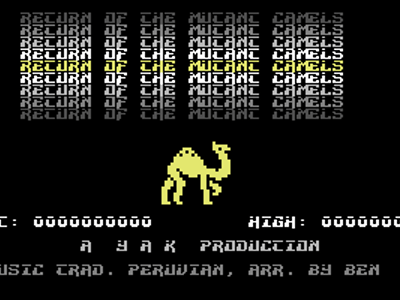 RETURN OF THE MUTANT CAMELS
RETURN OF THE MUTANT CAMELS
RETURN OF THE MUTANT CAMELS
RETURN OF THE MUTANT CAMELS
RETURN OF THE MUTANT CAMELS
RETURN OF THE MUTANT CAMELS
RETURN OF THE MUTANT CAMELS
RETURN OF THE MUTANT CAMELS
RETURN OF THE MUTANT CAMELS
: 0000000000 HIGH: 0000000
A YAK PRODUCTION
USIC TRAD. PERUVIAN, ARR. BY BEN